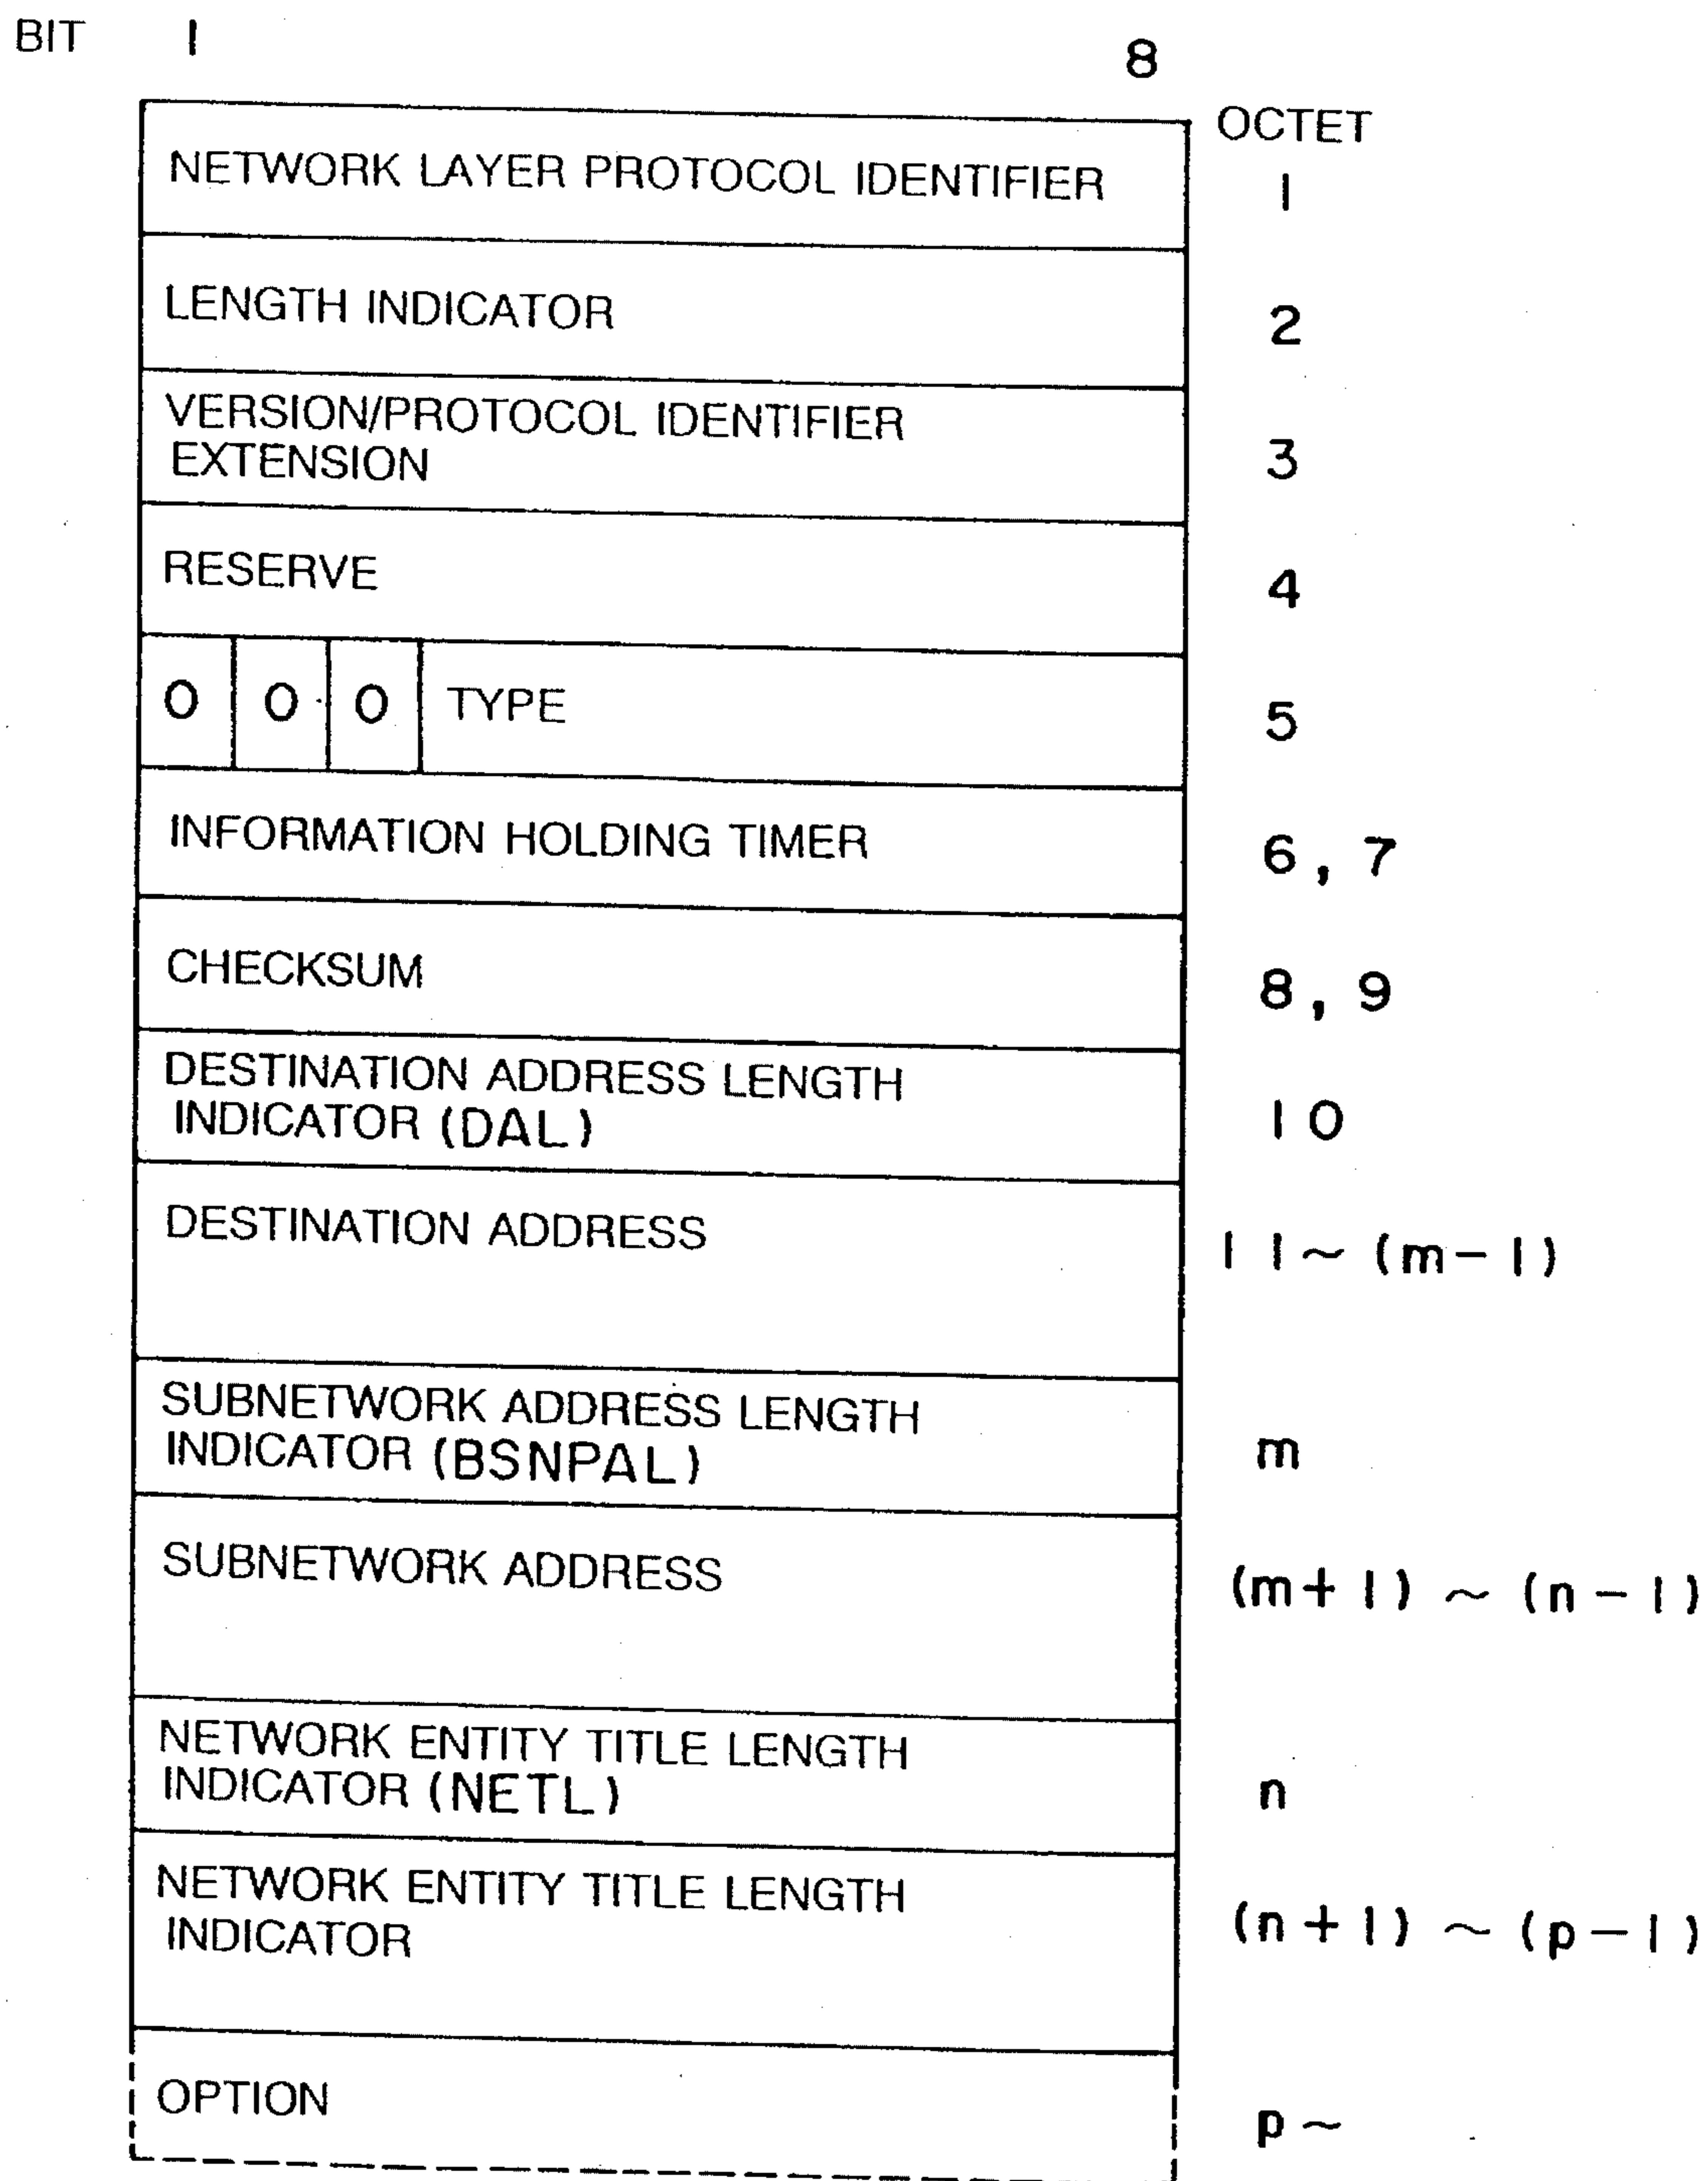 BIT 1 8
OCTET
NETWORK LAYER PROTOCOL IDENTIFIER 1
LENGTH INDICATOR 2
VERSION/PROTOCOL IDENTIFIER
EXTENSION 3
RESERVE 4
0 0 0 TYPE 5
INFORMATION HOLDING TIMER 6, 7
CHECKSUM 8, 9
DESTINATION ADDRESS LENGTH
INDICATOR (DAL) 10
DESTINATION ADDRESS 11~ (m-1)
SUBNETWORK ADDRESS LENGTH
INDICATOR (BSNPAL) m
SUBNETWORK ADDRESS (m+1) ~ (n-1)
NETWORK ENTITY TITLE LENGTH
INDICATOR (NETL) n
NETWORK ENTITY TITLE LENGTH
INDICATOR (n+1) ~ (p-1)
OPTION p~